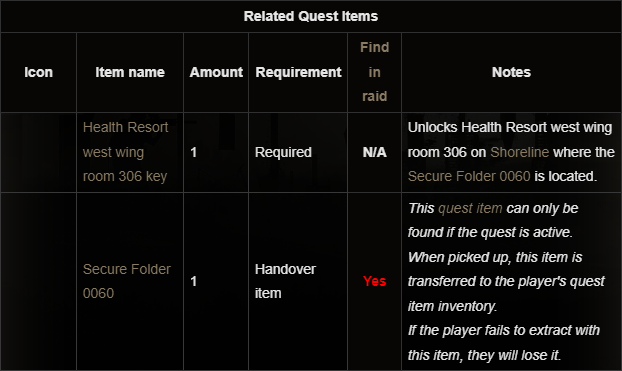 Related Quest Items
Icon
Item name
Amount
Requirement
Find
in
raid
Notes
Health Resort
west wing
room 306 key
1
Required
N/A
Unlocks Health Resort west wing
room 306 on Shoreline where the
Secure Folder 0060 is located.
Secure Folder
0060
1
Handover
item
Yes
This quest item can only be
found if the quest is active.
When picked up, this item is
transferred to the player's quest
item inventory.
If the player fails to extract with
this item, they will lose it.